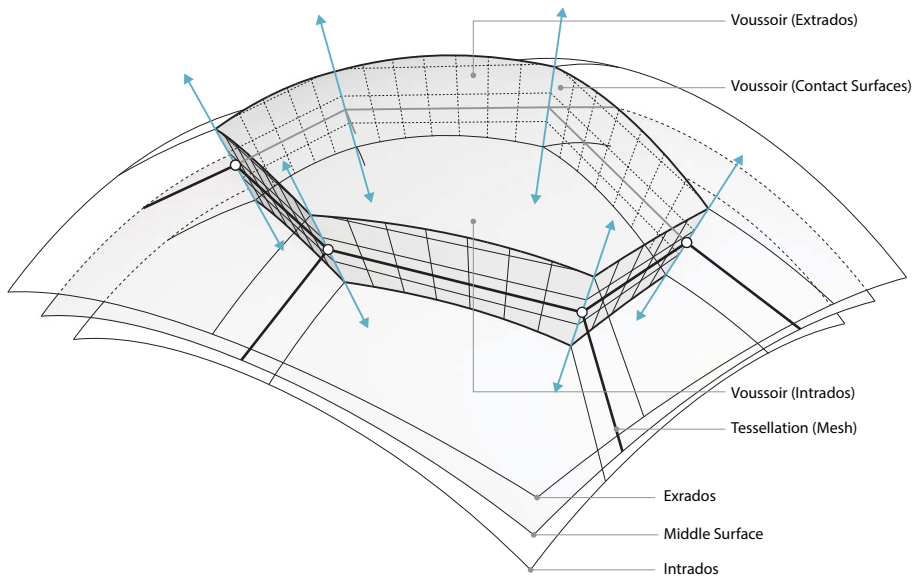 Voussoir (Extrados)
Voussoir (Contact Surfaces)
Voussoir (Intrados)
Tessellation (Mesh)
Exrados
Middle Surface
Intrados